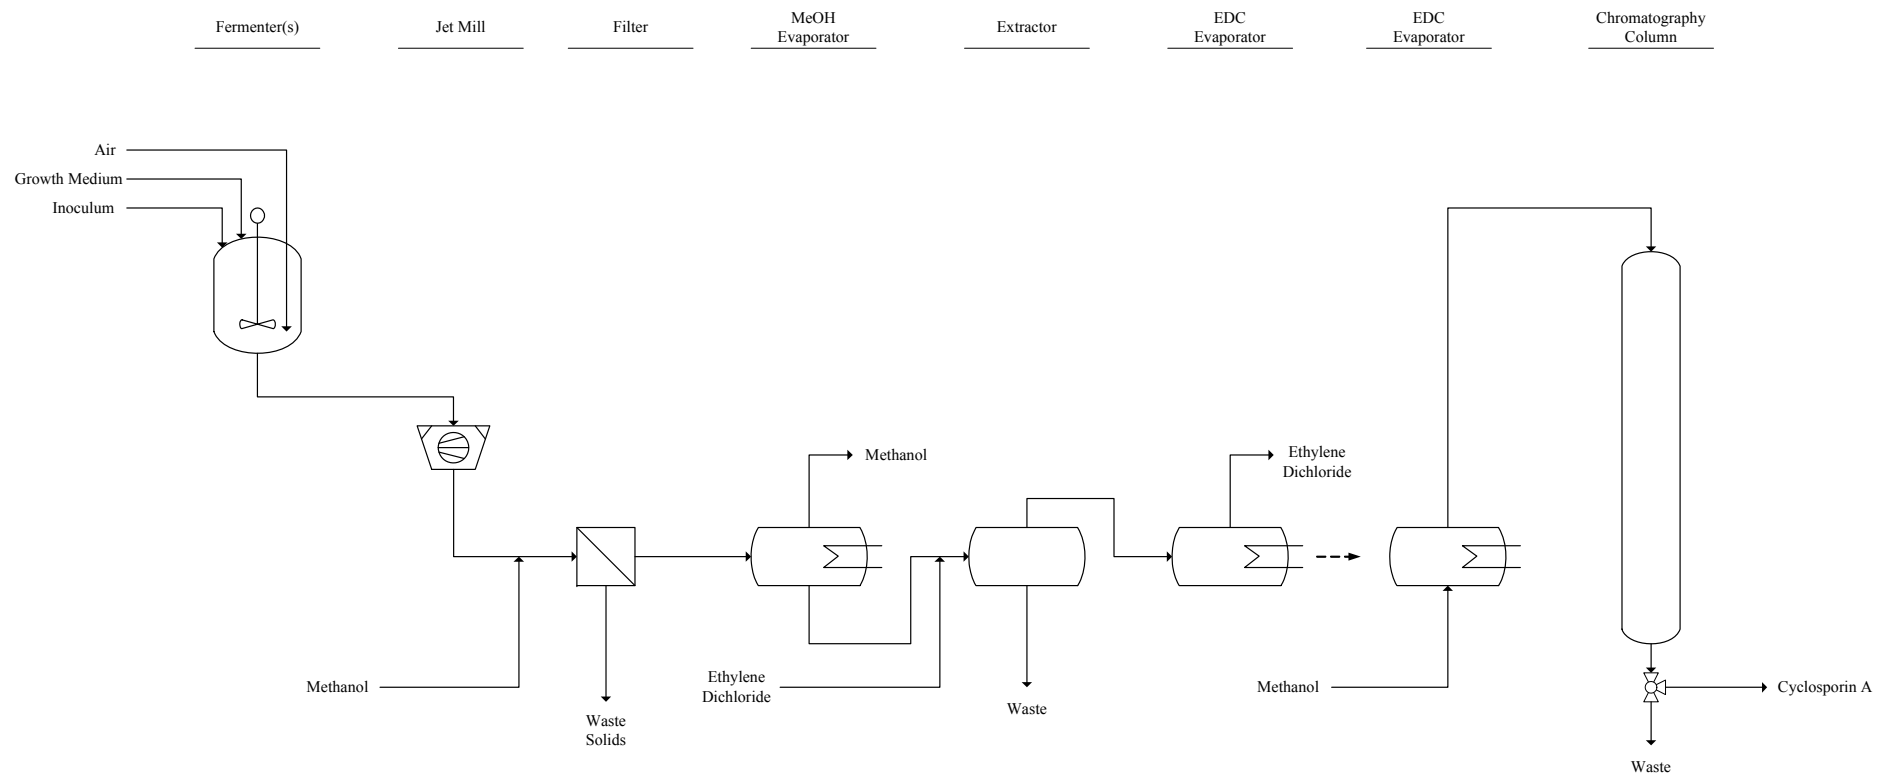 Fermenter(s)
Jet Mill
Filter
MeOH
Evaporator
Extractor
EDC
Evaporator
EDC
Evaporator
Chromatography
Column
Air
Growth Medium
Inoculum
Methanol
Ethylene
Dichloride
Methanol
Ethylene
Dichloride
Methanol
Cyclosporin A
Waste
Solids
Waste
Waste